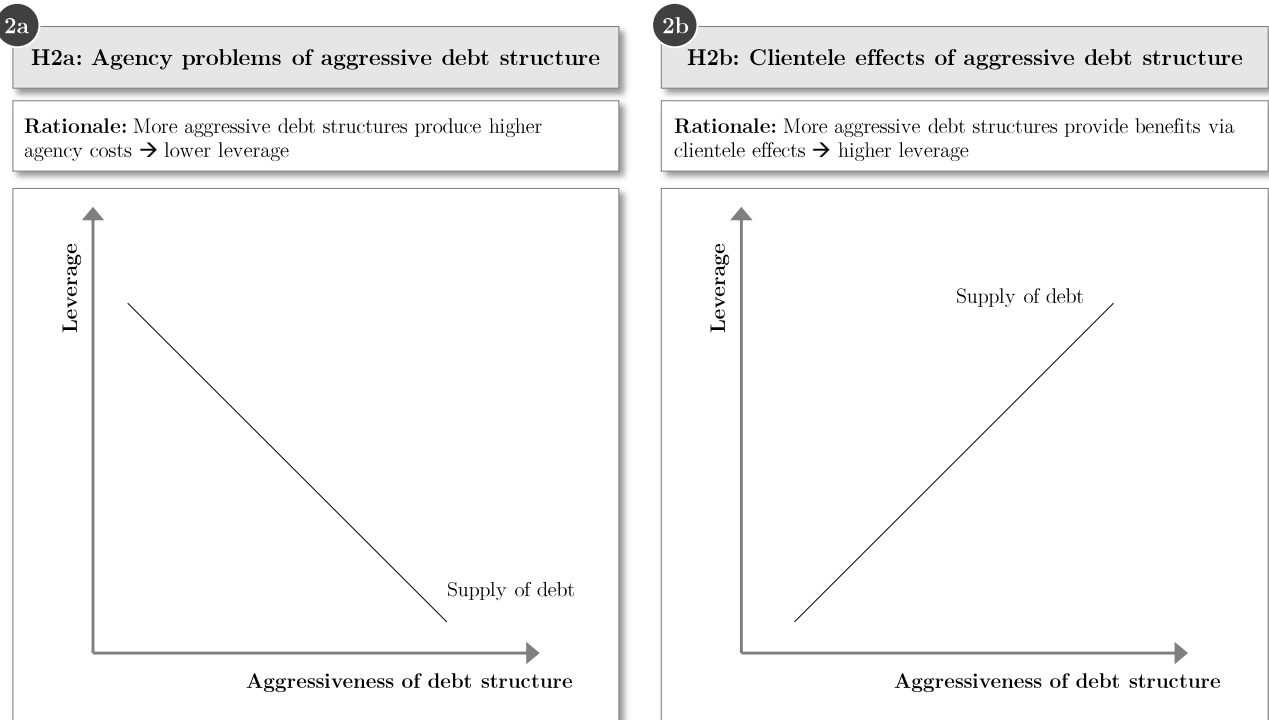 2a
H2a: Agency problems of aggressive debt structure
Rationale: More aggressive debt structures produce higher
agency costs → lower leverage
Leverage
Supply of debt
Aggressiveness of debt structure
2b
H2b: Clientele effects of aggressive debt structure
Rationale: More aggressive debt structures provide benefits via
clientele effects → higher leverage
Leverage
Supply of debt
Aggressiveness of debt structure